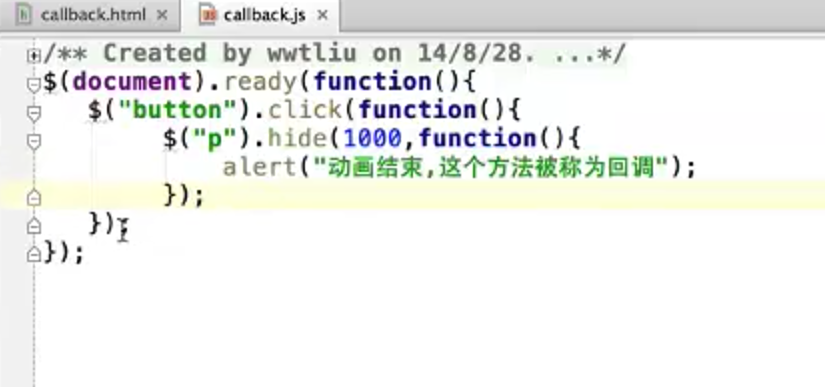 callback.html callback.js
/** Created by wwtliu on 14/8/28. ...*/
$(document).ready(function(){
$("button").click(function(){
$("p").hide(1000,function(){
alert("动画结束,这个方法被称为回调");
});
});
});